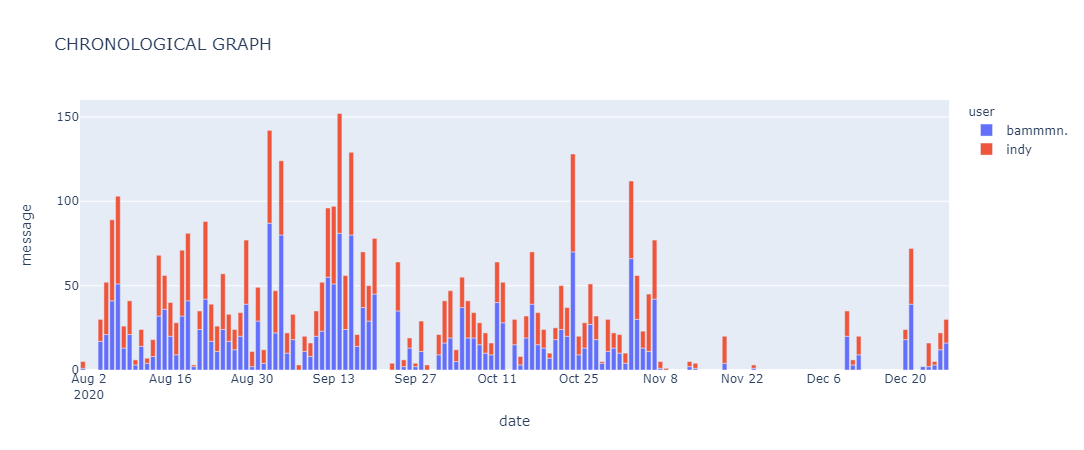 CHRONOLOGICAL GRAPH
150
100
50
0
message
Aug 2 Aug 16 Aug 30 Sep 13 Sep 27 Oct 11 Oct 25 Nov 8 Nov 22 Dec 6 Dec 20
2020
date
user
bammmn.
indy